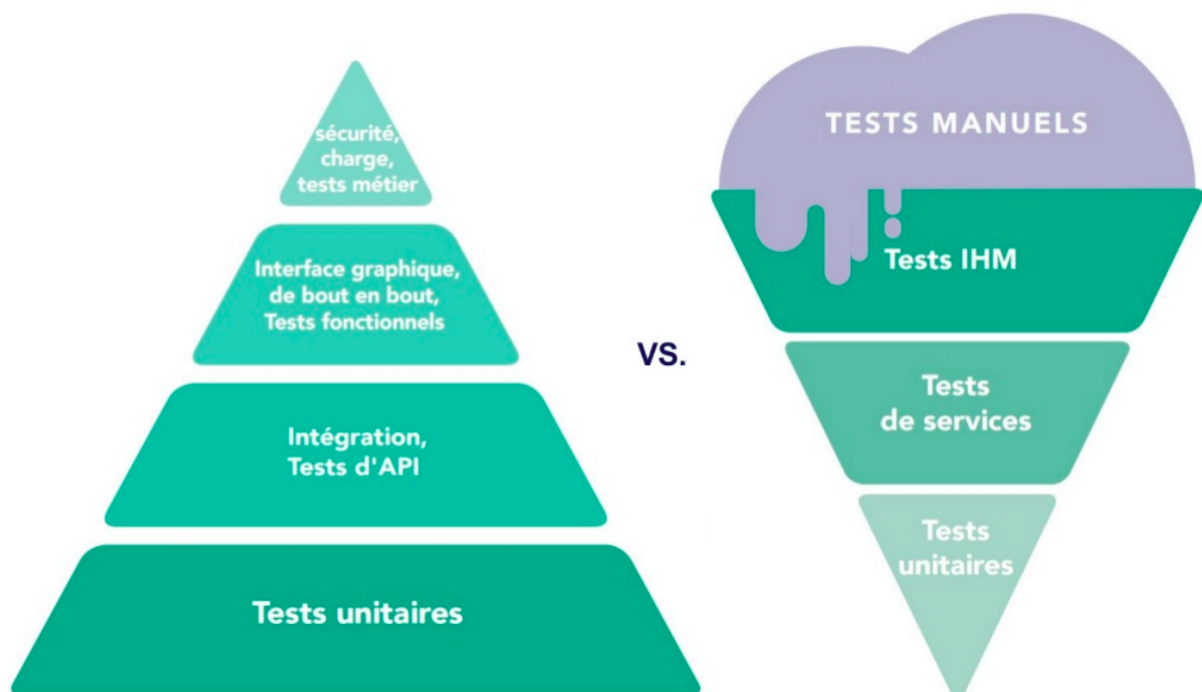 sécurité,
charge,
tests métier
Interface graphique,
de bout en bout,
Tests fonctionnels
Intégration,
Tests d'API
Tests unitaires
VS.
TESTS MANUELS
Tests IHM
Tests
de services
Tests
unitaires